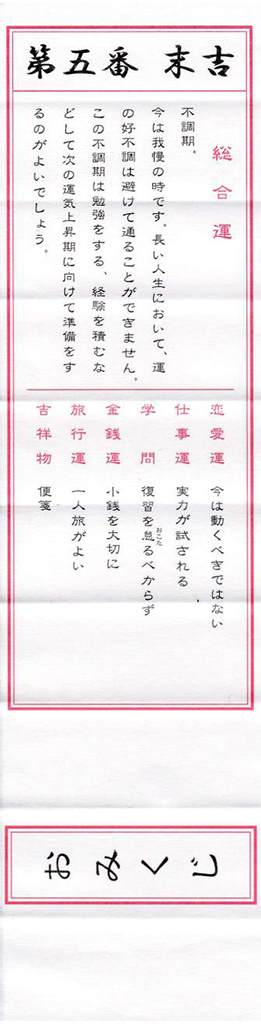 第五番 末吉
総合運
不調期。
今は我慢の時です。長い人生において、運
の好不調は避けて通ることができません。
この不調期は勉強をする、経験を積むな
どして次の運気上昇期に向けて準備をす
るのがよいでしょう。
恋愛運 今は動くべきではない
仕事運 実力が試される
学問 復習を怠るべからず
おこた
金銭運 小銭を大切に
旅行運 一人旅がよい
吉祥物 便箋
おみくじ